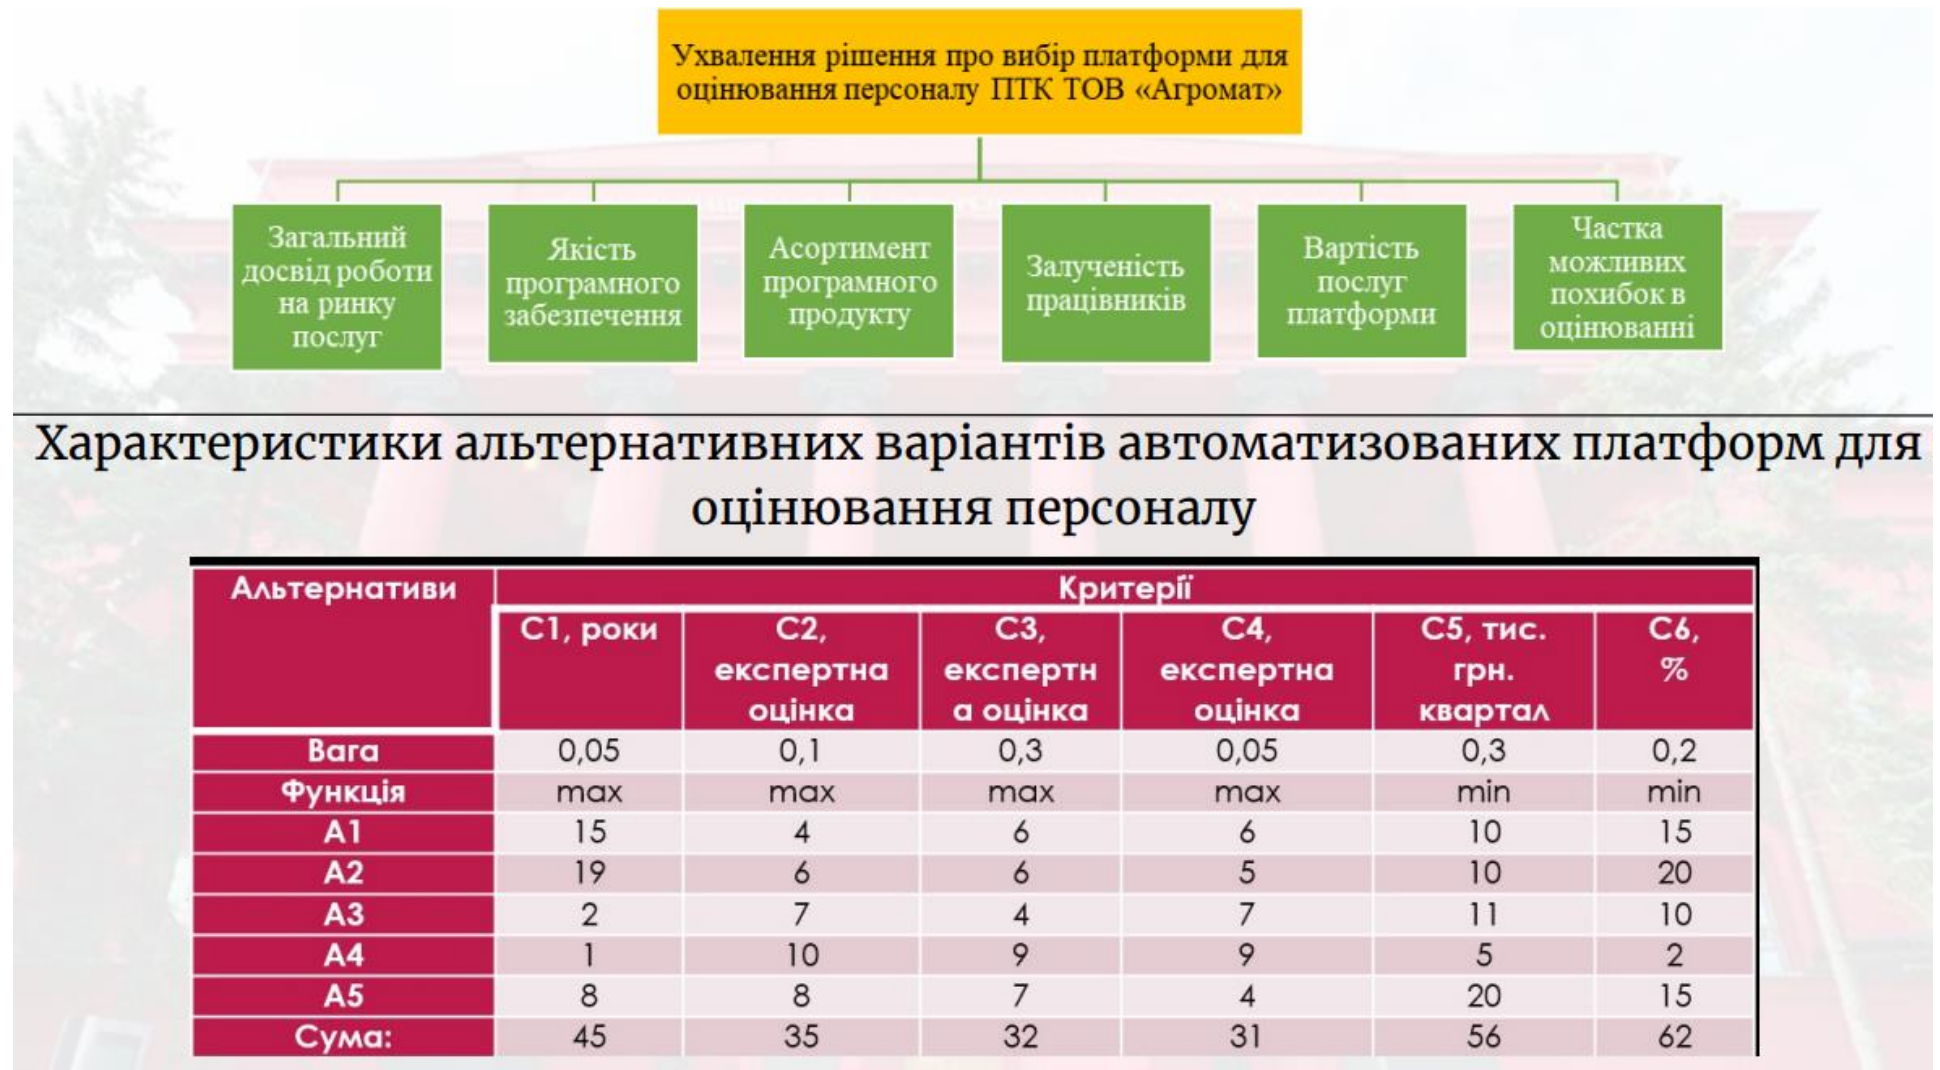 Ухвалення рішення про вибір платформи для
оцінювання персоналу ПТК ТОВ «Агромат»
Загальний
досвід роботи
на ринку
послуг
Якість
програмного
забезпечення
Асортимент
програмного
продукту
Залученість
працівників
Вартість
послуг
платформи
Частка
можливих
похибок в
оцінюванні
Характеристики альтернативних варіантів автоматизованих платформ для
оцінювання персоналу
Альтернативи Критерії
С1, роки С2, експертна оцінка С3, експертн а оцінка С4, експертна оцінка С5, тис. грн. квартал С6, %
Вага 0,05 0,1 0,3 0,05 0,3 0,2
Функція max max max max min min
А1 15 4 6 6 10 15
А2 19 6 6 5 10 20
А3 2 7 4 7 11 10
А4 1 10 9 9 5 2
А5 8 8 7 4 20 15
Сума: 45 35 32 31 56 62